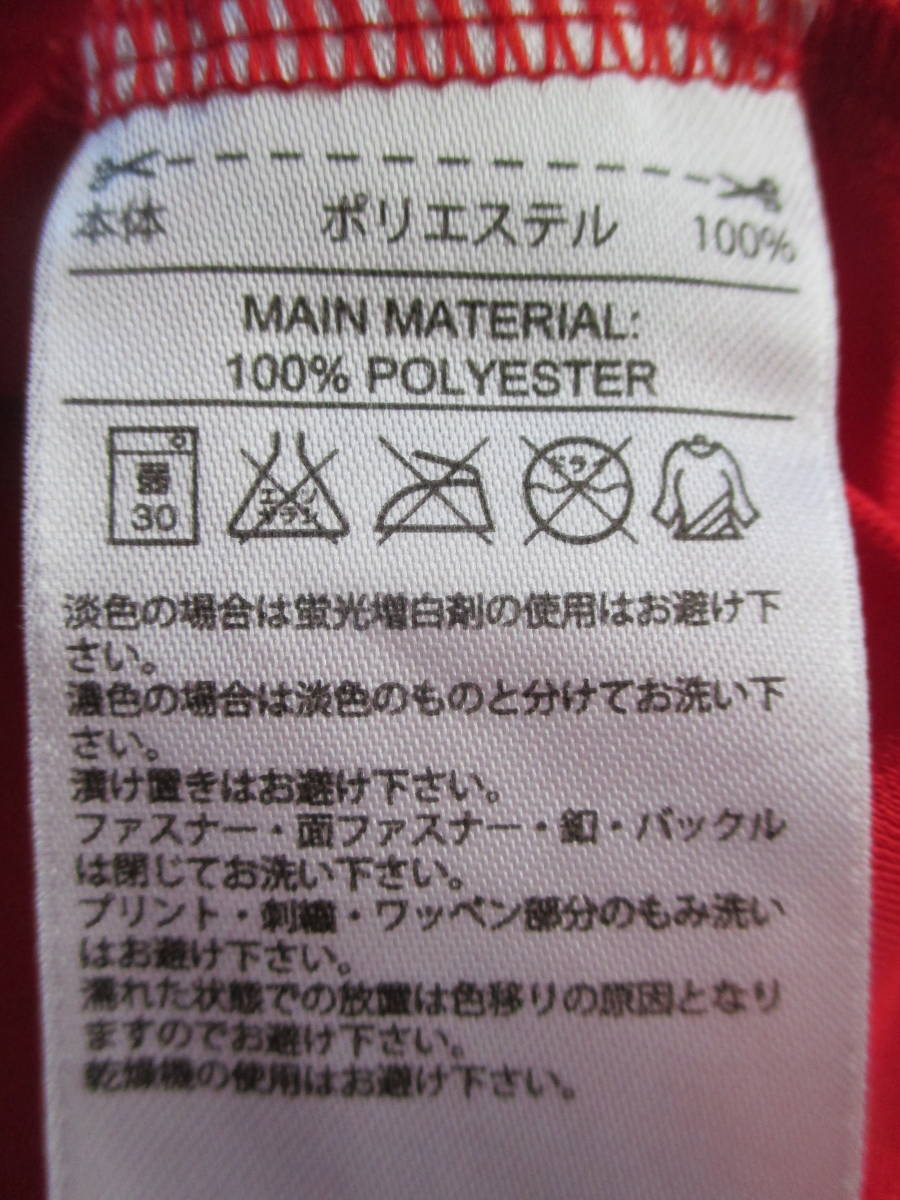 本体 ポリエステル 100%
MAIN MATERIAL:
100% POLYESTER
弱 30 エンソ サラシ ドライ
淡色の場合は蛍光増白剤の使用はお避け下
さい。
濃色の場合は淡色のものと分けてお洗い下
さい。
漬け置きはお避け下さい。
ファスナー・面ファスナー・釦・バックル
は閉じてお洗い下さい。
プリント・刺繍・ワッペン部分のもみ洗い
はお避け下さい。
濡れた状態での放置は色移りの原因となり
ますのでお避け下さい。
乾燥機の使用はお避け下さい。